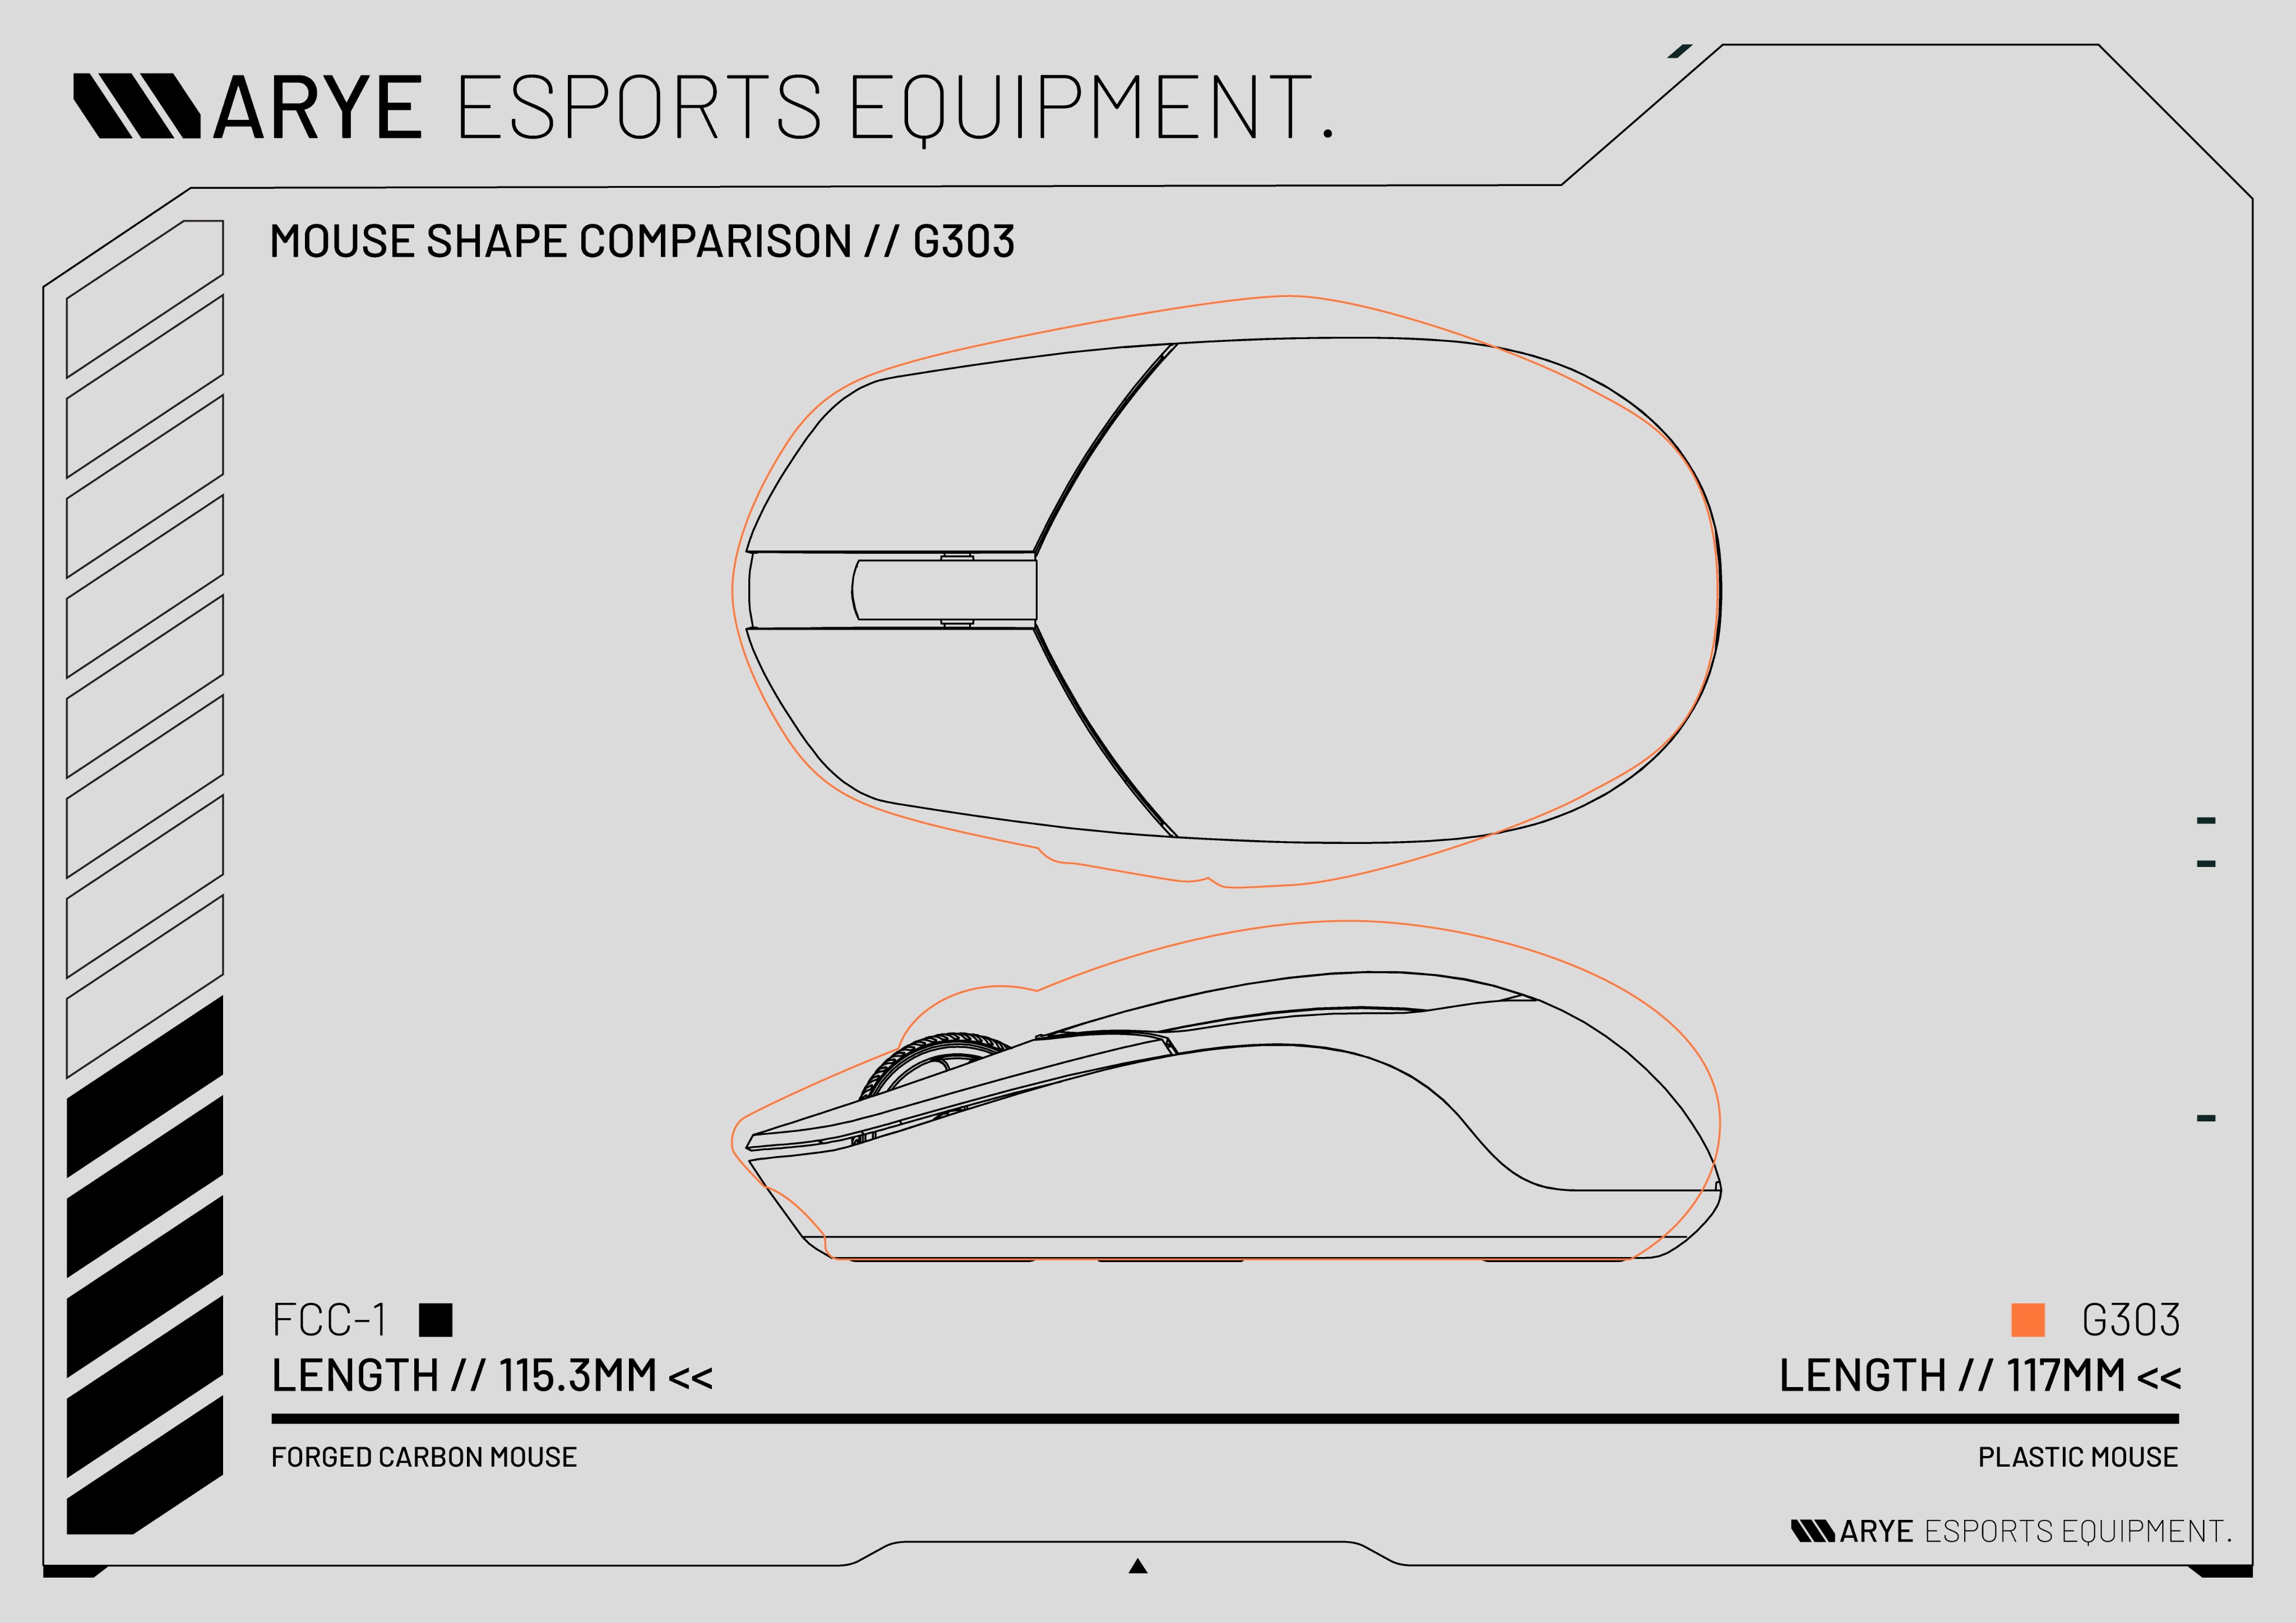 ARYE ESPORTS EQUIPMENT.
MOUSE SHAPE COMPARISON // G303
FCC-1
LENGTH // 115.3MM <<
FORGED CARBON MOUSE
G303
LENGTH // 117MM <<
PLASTIC MOUSE
ARYE ESPORTS EQUIPMENT.